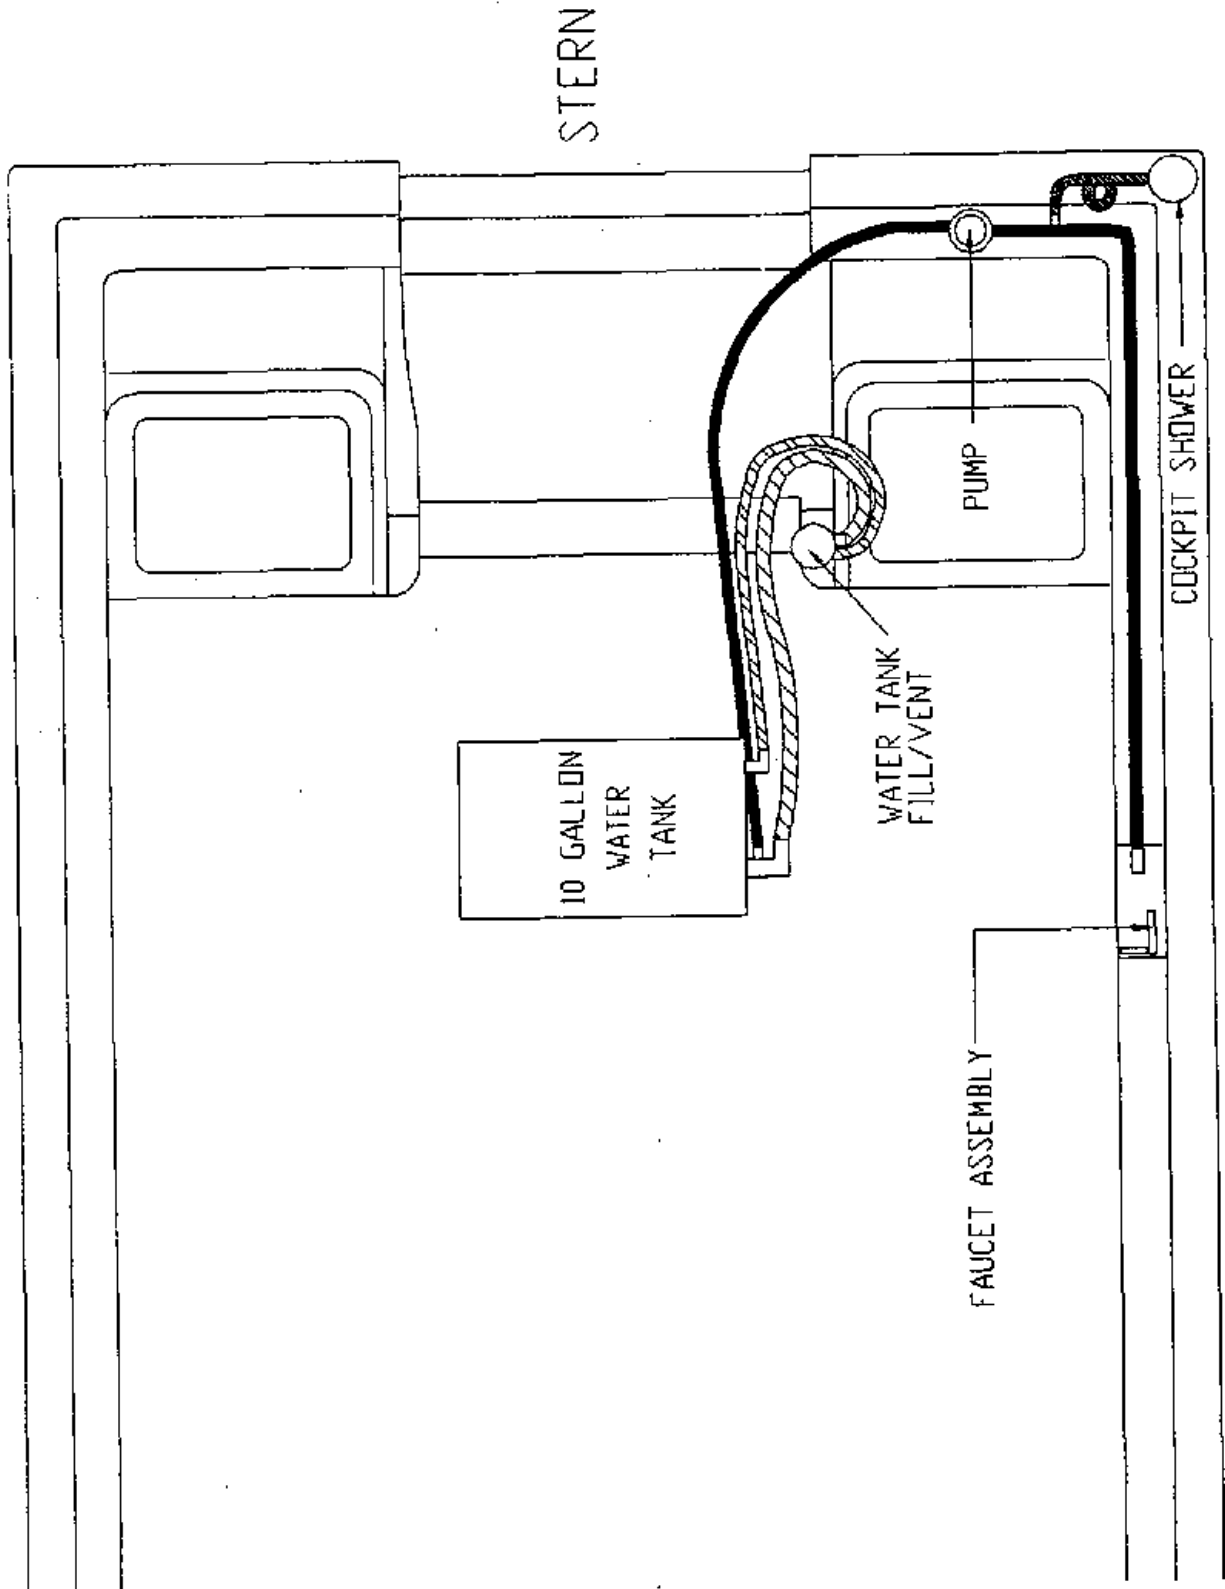 STERN
COCKPIT SHOWER
PUMP
WATER TANK
FILL/VENT
10 GALLON
WATER
TANK
FAUCET ASSEMBLY